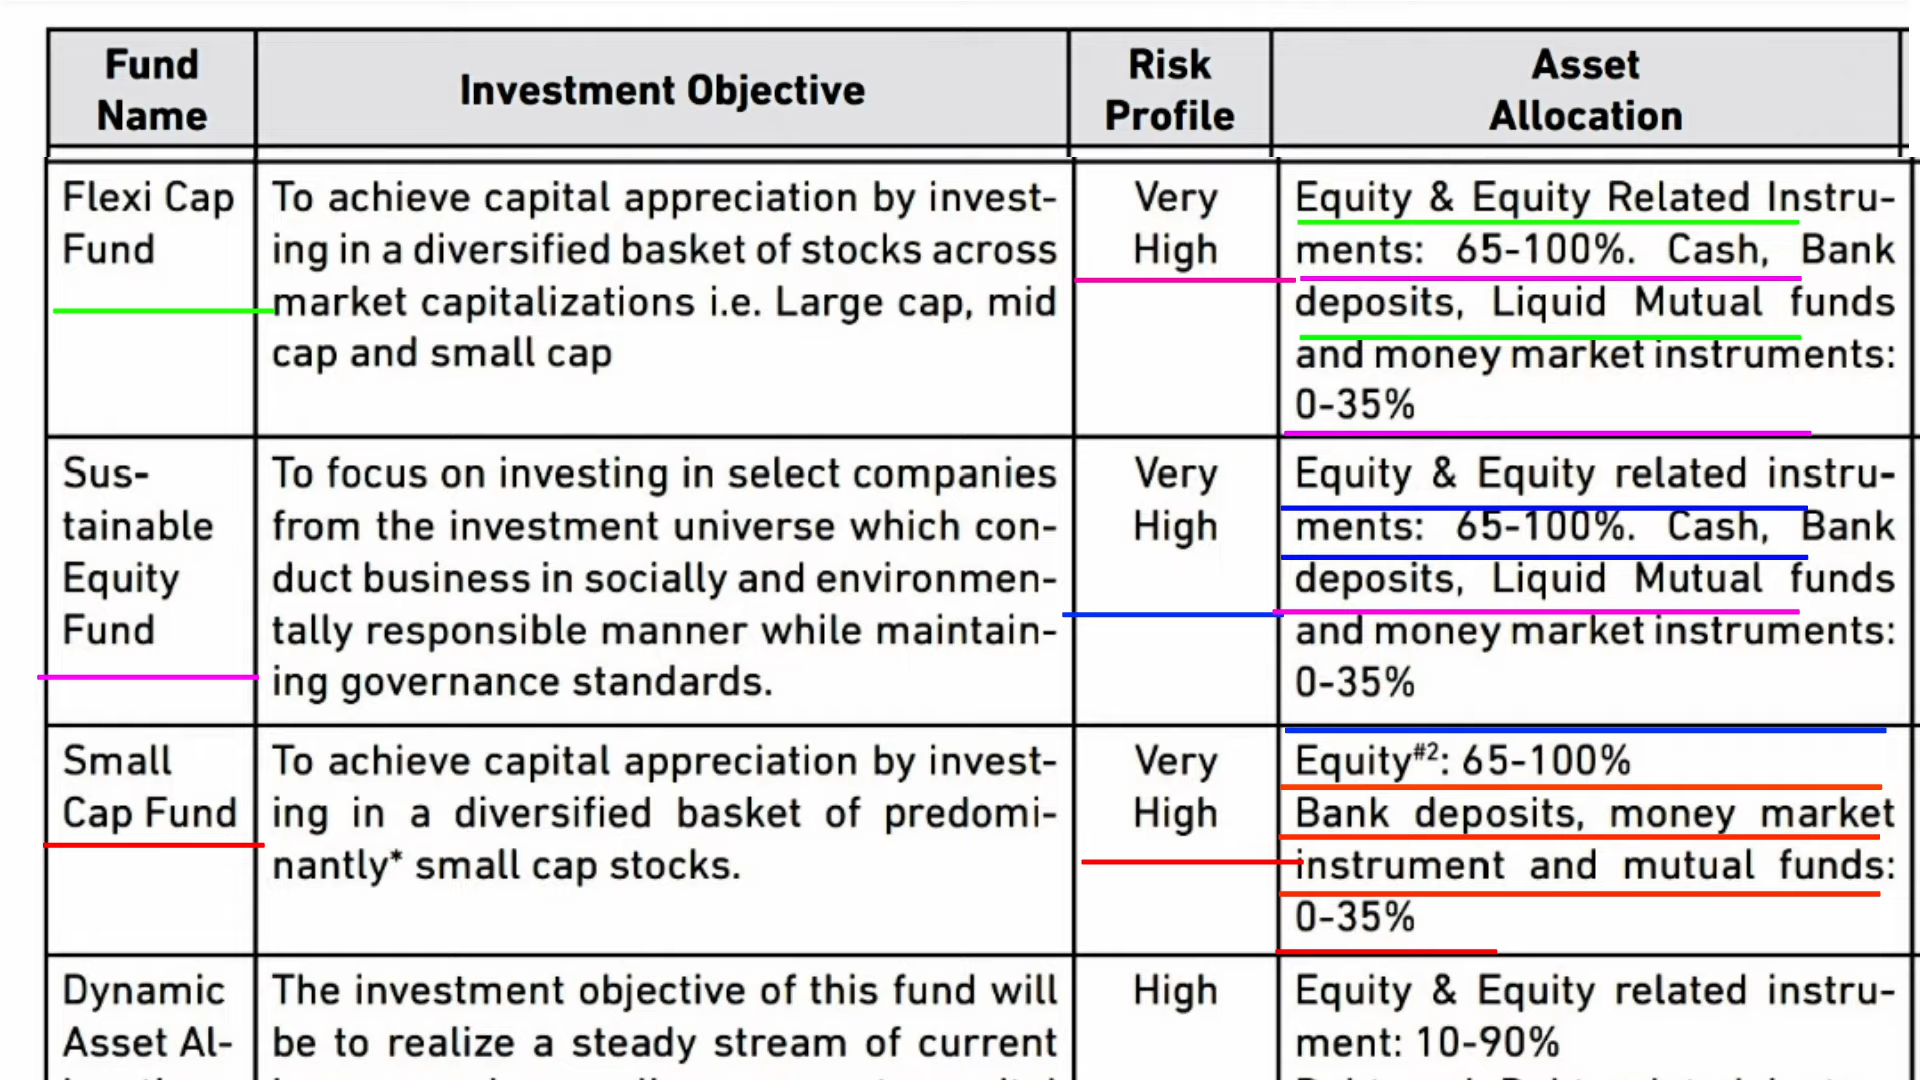 Fund Name
Investment Objective
Risk Profile
Asset Allocation
Flexi Cap
Fund
To achieve capital appreciation by invest-
ing in a diversified basket of stocks across
market capitalizations i.e. Large cap, mid
cap and small cap
Very
High
Equity & Equity Related Instru-
ments: 65-100%. Cash, Bank
deposits, Liquid Mutual funds
and money market instruments:
0-35%
Sus-
tainable
Equity
Fund
To focus on investing in select companies
from the investment universe which con-
duct business in socially and environmen-
tally responsible manner while maintain-
ing governance standards.
Very
High
Equity & Equity related instru-
ments: 65-100%. Cash, Bank
deposits, Liquid Mutual funds
and money market instruments:
0-35%
Small
Cap Fund
To achieve capital appreciation by invest-
ing in a diversified basket of predomi-
nantly* small cap stocks.
Very
High
Equity#2: 65-100%
Bank deposits, money market
instrument and mutual funds:
0-35%
Dynamic
Asset Al-
The investment objective of this fund will
be to realize a steady stream of current
High
Equity & Equity related instru-
ment: 10-90%